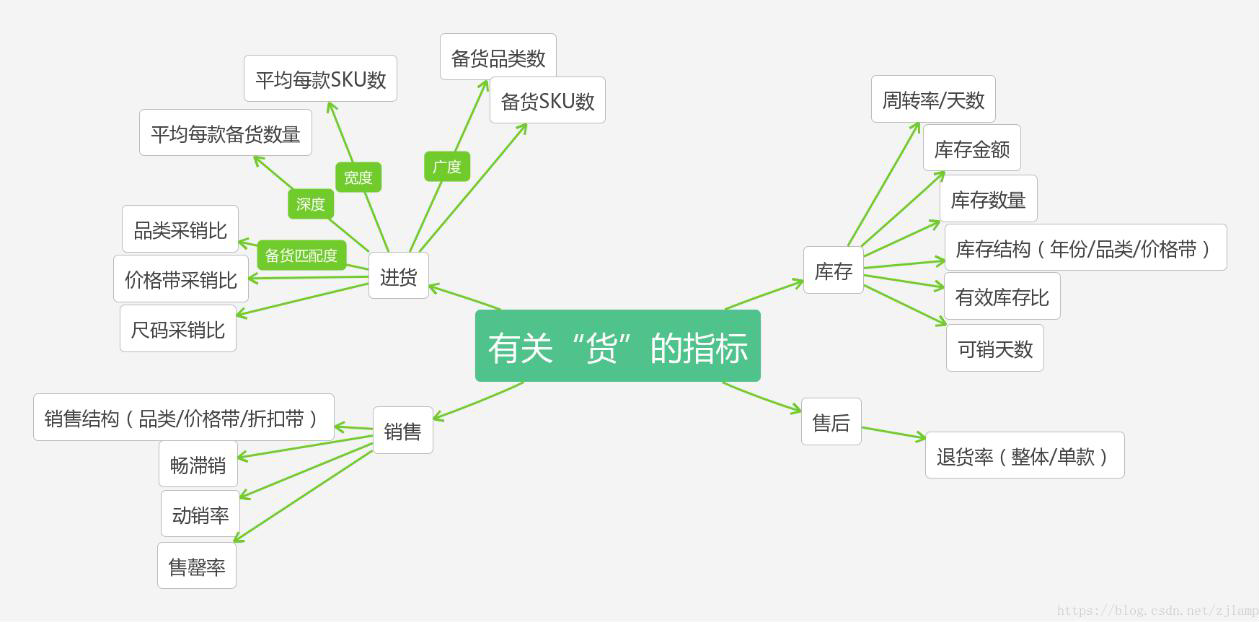 备货品类数
平均每款SKU数
备货SKU数
平均每款备货数量
广度
宽度
深度
品类采销比
备货匹配度
价格带采销比
进货
尺码采销比
周转率/天数
库存金额
库存数量
库存结构（年份/品类/价格带）
库存
有效库存比
可销天数
有关“货”的指标
销售结构（品类/价格带/折扣带）
销售
畅滞销
动销率
售罄率
售后
退货率（整体/单款）
https://blog.csdn.net/zjlamp